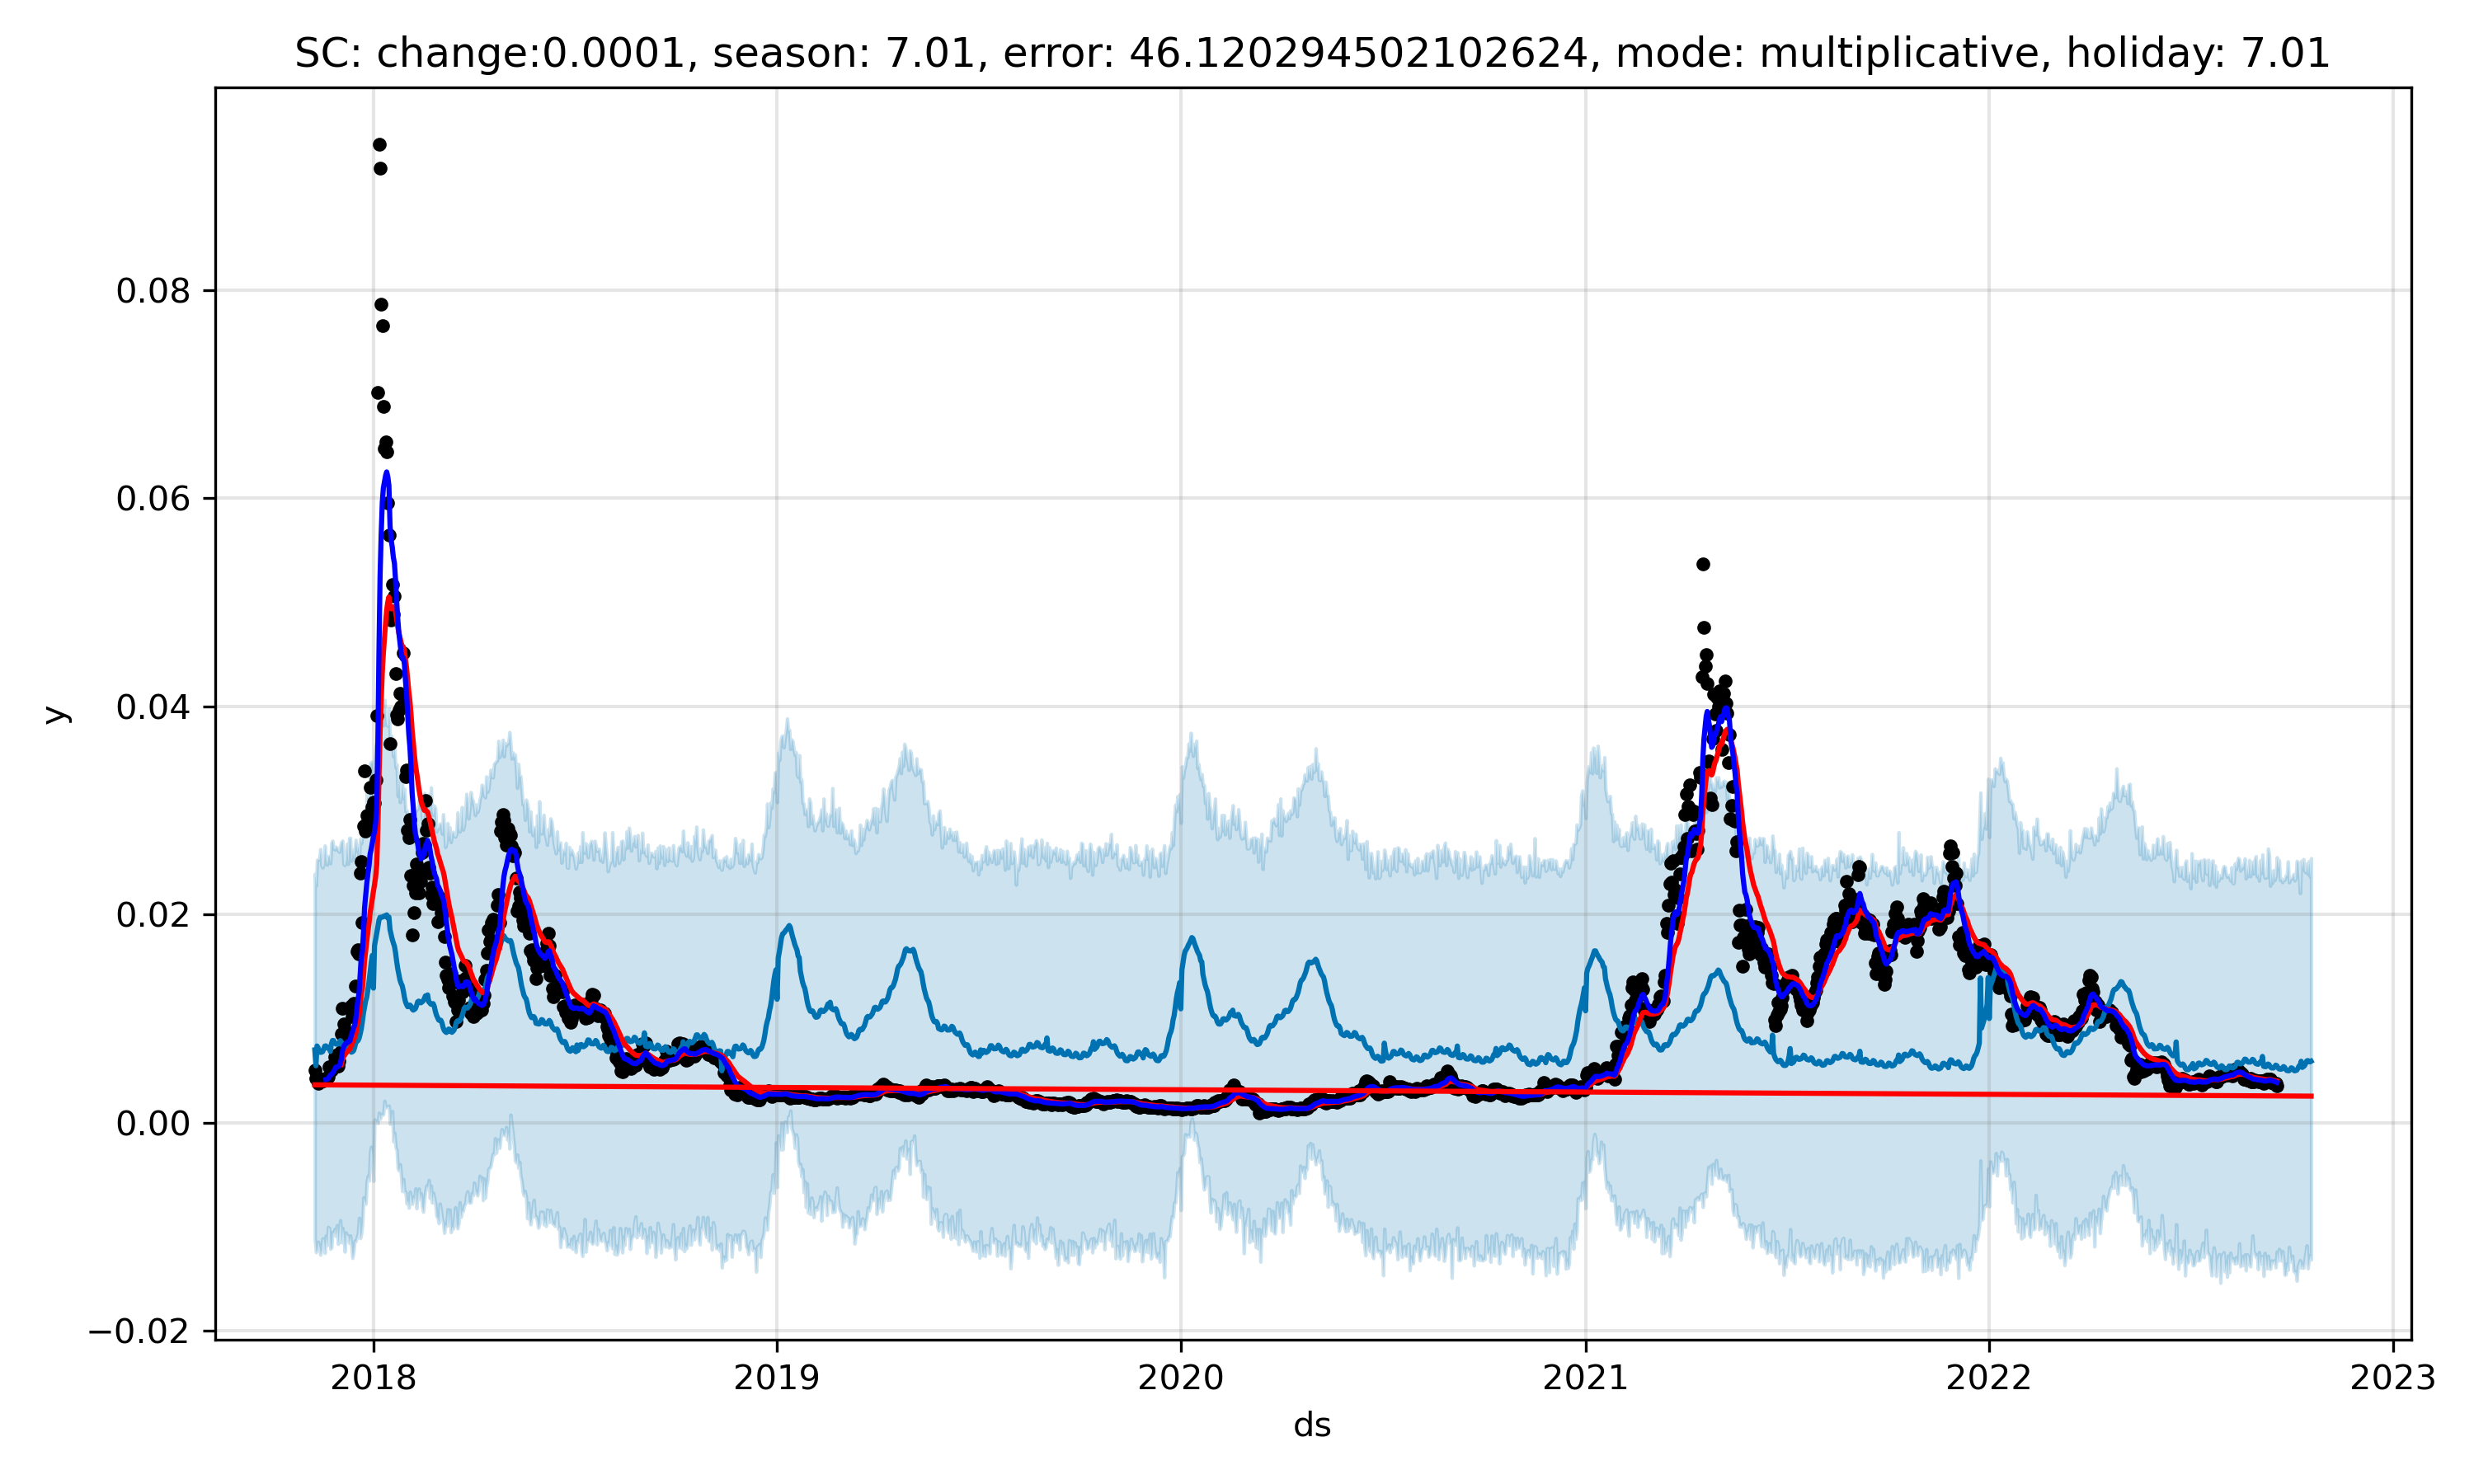 SC: change:0.0001, season: 7.01, error: 46.120294502102624, mode: multiplicative, holiday: 7.01
0.08
0.06
0.04
0.02
0.00
−0.02
y
2018 2019 2020 2021 2022 2023
ds